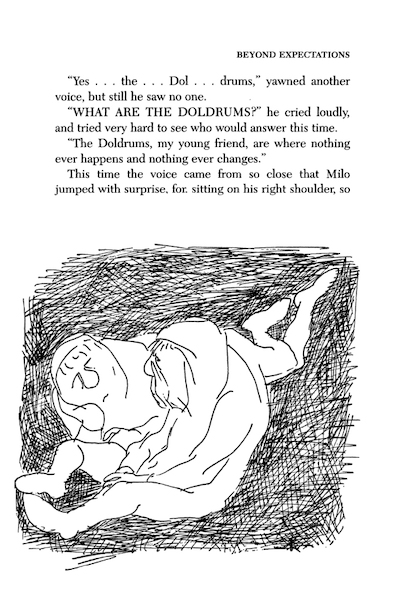 BEYOND EXPECTATIONS
“Yes . . . the . . . Dol . . . drums,” yawned another
voice, but still he saw no one.
“WHAT ARE THE DOLDRUMS?” he cried loudly,
and tried very hard to see who would answer this time.
“The Doldrums, my young friend, are where nothing
ever happens and nothing ever changes.”
This time the voice came from so close that Milo
jumped with surprise, for. sitting on his right shoulder, so